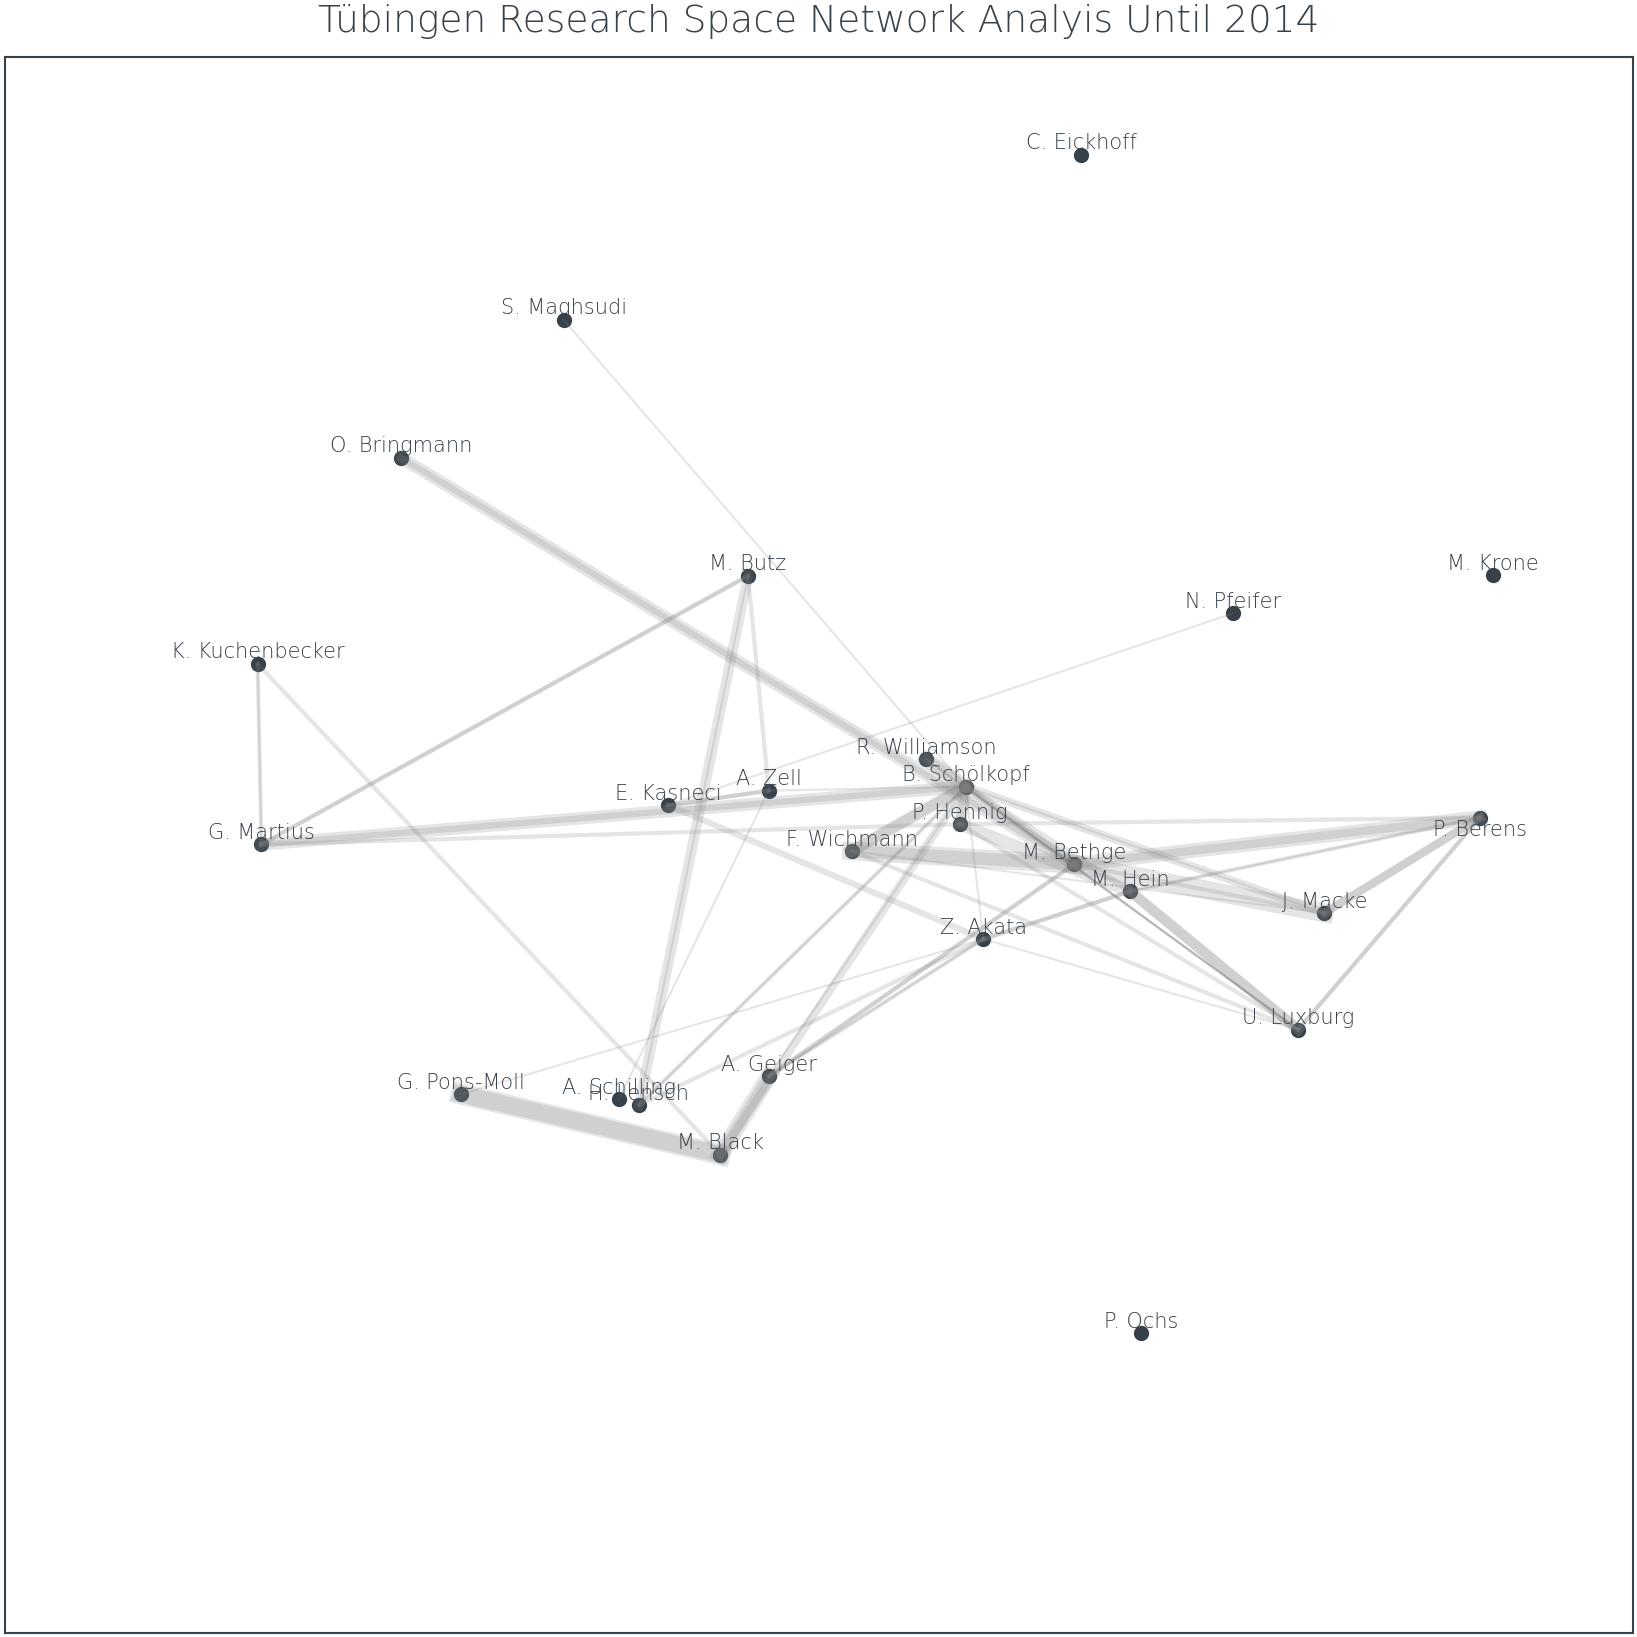 Tübingen Research Space Network Analyis Until 2014
C. Eickhoff
S. Maghsudi
O. Bringmann
M. Butz
M. Krone
N. Pfeifer
K. Kuchenbecker
R. Williamson
B. Schölkopf
A. Zell
E. Kasneci
P. Hennig
G. Martius
P. Berens
F. Wichmann
M. Bethge
M. Hein
J. Macke
Z. Akata
U. Luxburg
A. Geiger
G. Pons-Moll
A. Schilling
H. Lensch
M. Black
P. Ochs